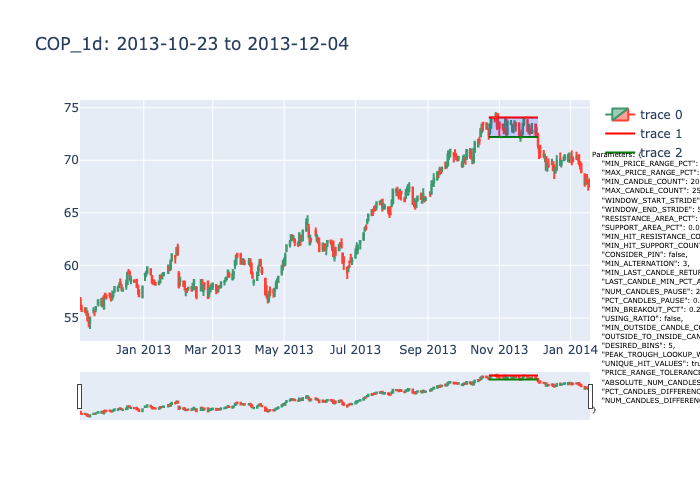 COP_1d: 2013-10-23 to 2013-12-04
75
70
65
60
55
Jan 2013
Mar 2013
May 2013
Jul 2013
Sep 2013
Nov 2013
Jan 2014
trace 0
trace 1
trace 2
Parameters: {
"MIN_PRICE_RANGE_PCT":
"MAX_PRICE_RANGE_PCT":
"MIN_CANDLE_COUNT": 20
"MAX_CANDLE_COUNT": 25
"WINDOW_START_STRIDE"
"WINDOW_END_STRIDE": 5
"RESISTANCE_AREA_PCT":
"SUPPORT_AREA_PCT": 0.0
"MIN_HIT_RESISTANCE_CO
"MIN_HIT_SUPPORT_COUNT
"CONSIDER_PIN": false,
"MIN_ALTERNATION": 3,
"MIN_LAST_CANDLE_RETUR
"LAST_CANDLE_MIN_PCT_A
"NUM_CANDLES_PAUSE": 2
"PCT_CANDLES_PAUSE": 0.
"MIN_BREAKOUT_PCT": 0.2
"USING_RATIO": false,
"MIN_OUTSIDE_CANDLE_CO
"OUTSIDE_TO_INSIDE_CAN
"DESIRED_BINS": 5,
"PEAK_TROUGH_LOOKUP_W
"UNIQUE_HIT_VALUES": tru
"PRICE_RANGE_TOLERANC
"ABSOLUTE_NUM_CANDLES
"PCT_CANDLES_DIFFERENC
"NUM_CANDLES_DIFFEREN
}